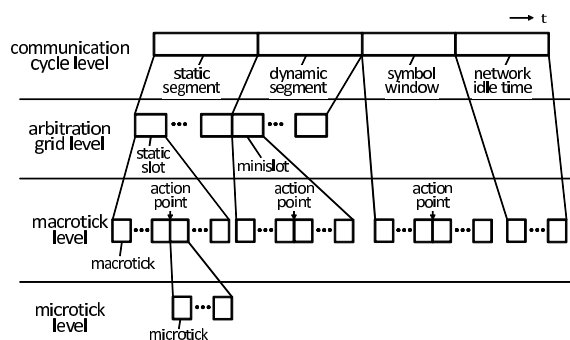 t
communication
cycle level
static
segment
dynamic
segment
symbol
window
network
idle time
arbitration
grid level
static
slot
minislot
action
point
action
point
action
point
macrotick
level
macrotick
microtick
level
microtick